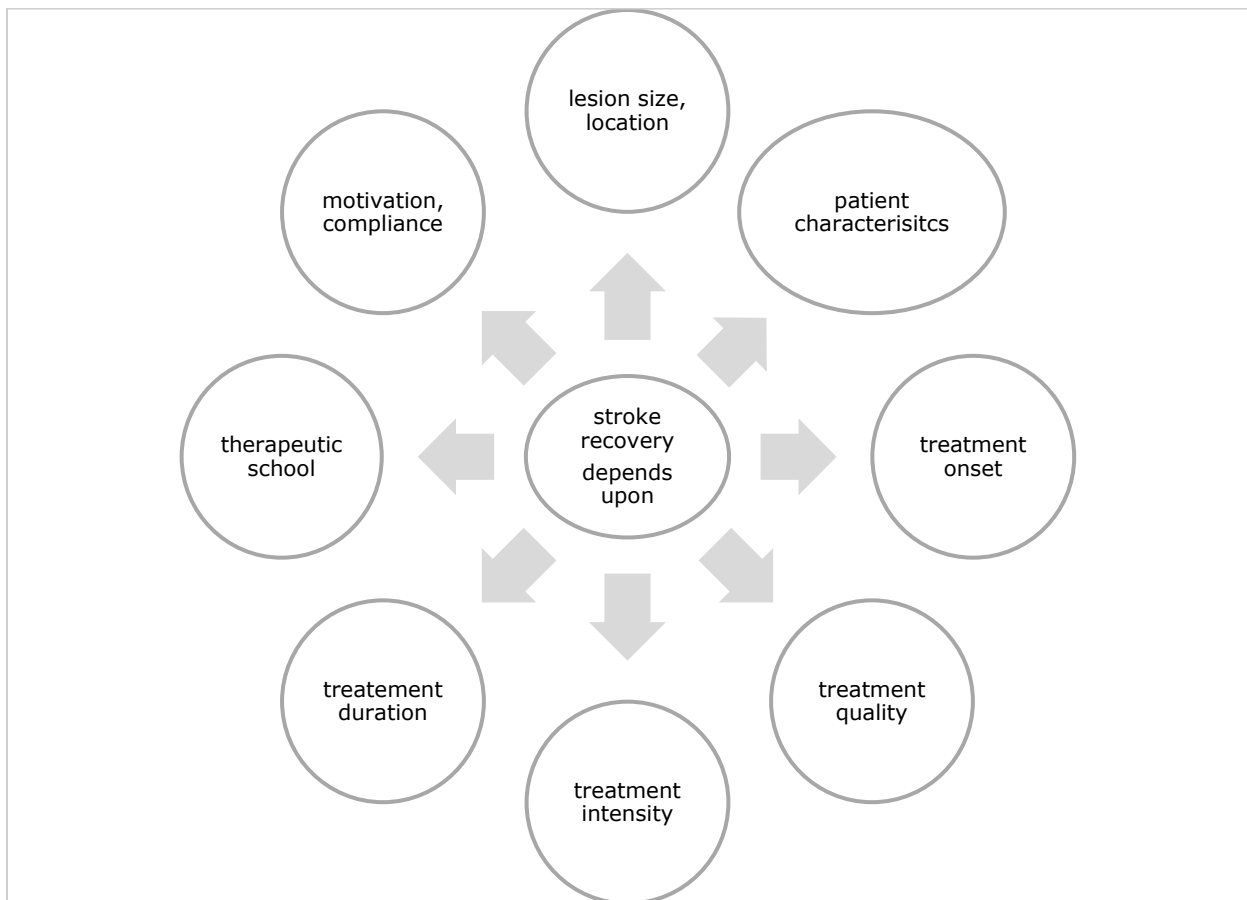 lesion size,
location
patient
characterisitcs
treatment
onset
treatment
quality
treatment
intensity
treatement
duration
therapeutic
school
motivation,
compliance
stroke
recovery
depends
upon